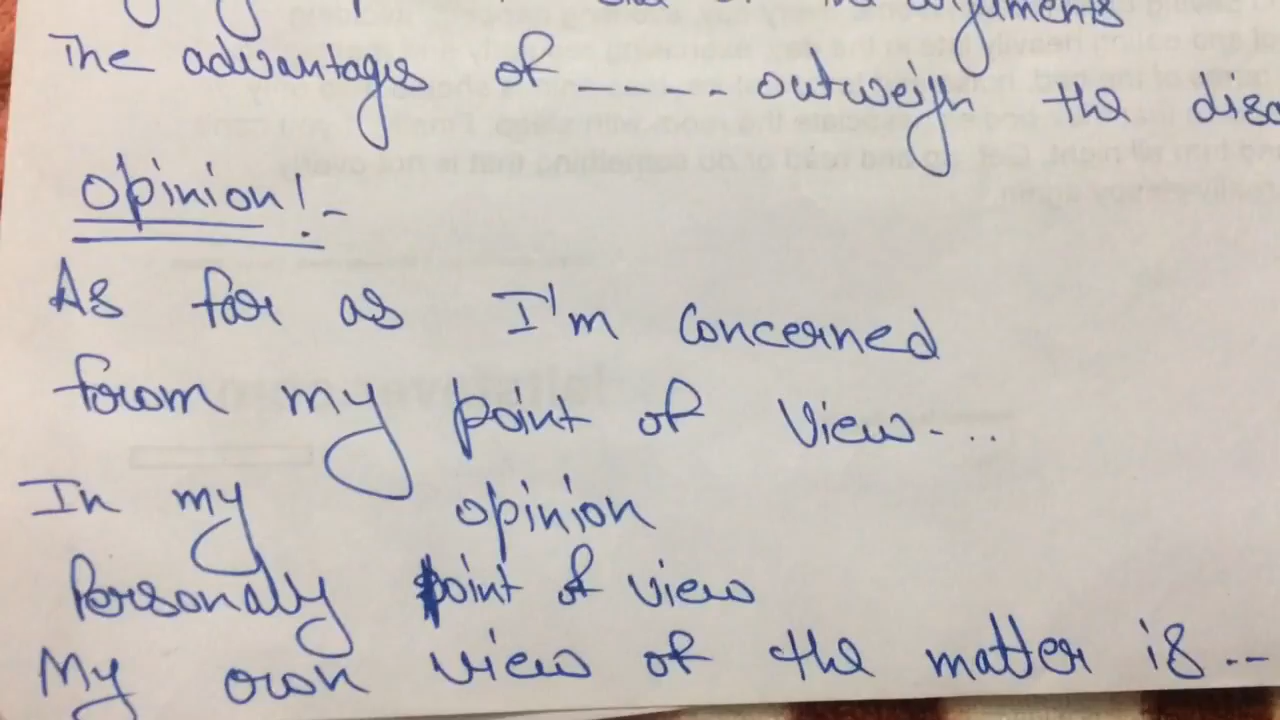 arguments
The advantages of ----- outweigh the
Opinion!-
As far as I'm concerned
from my point of view-...
In my opinion
Personally point of view
My own view of the matter is...